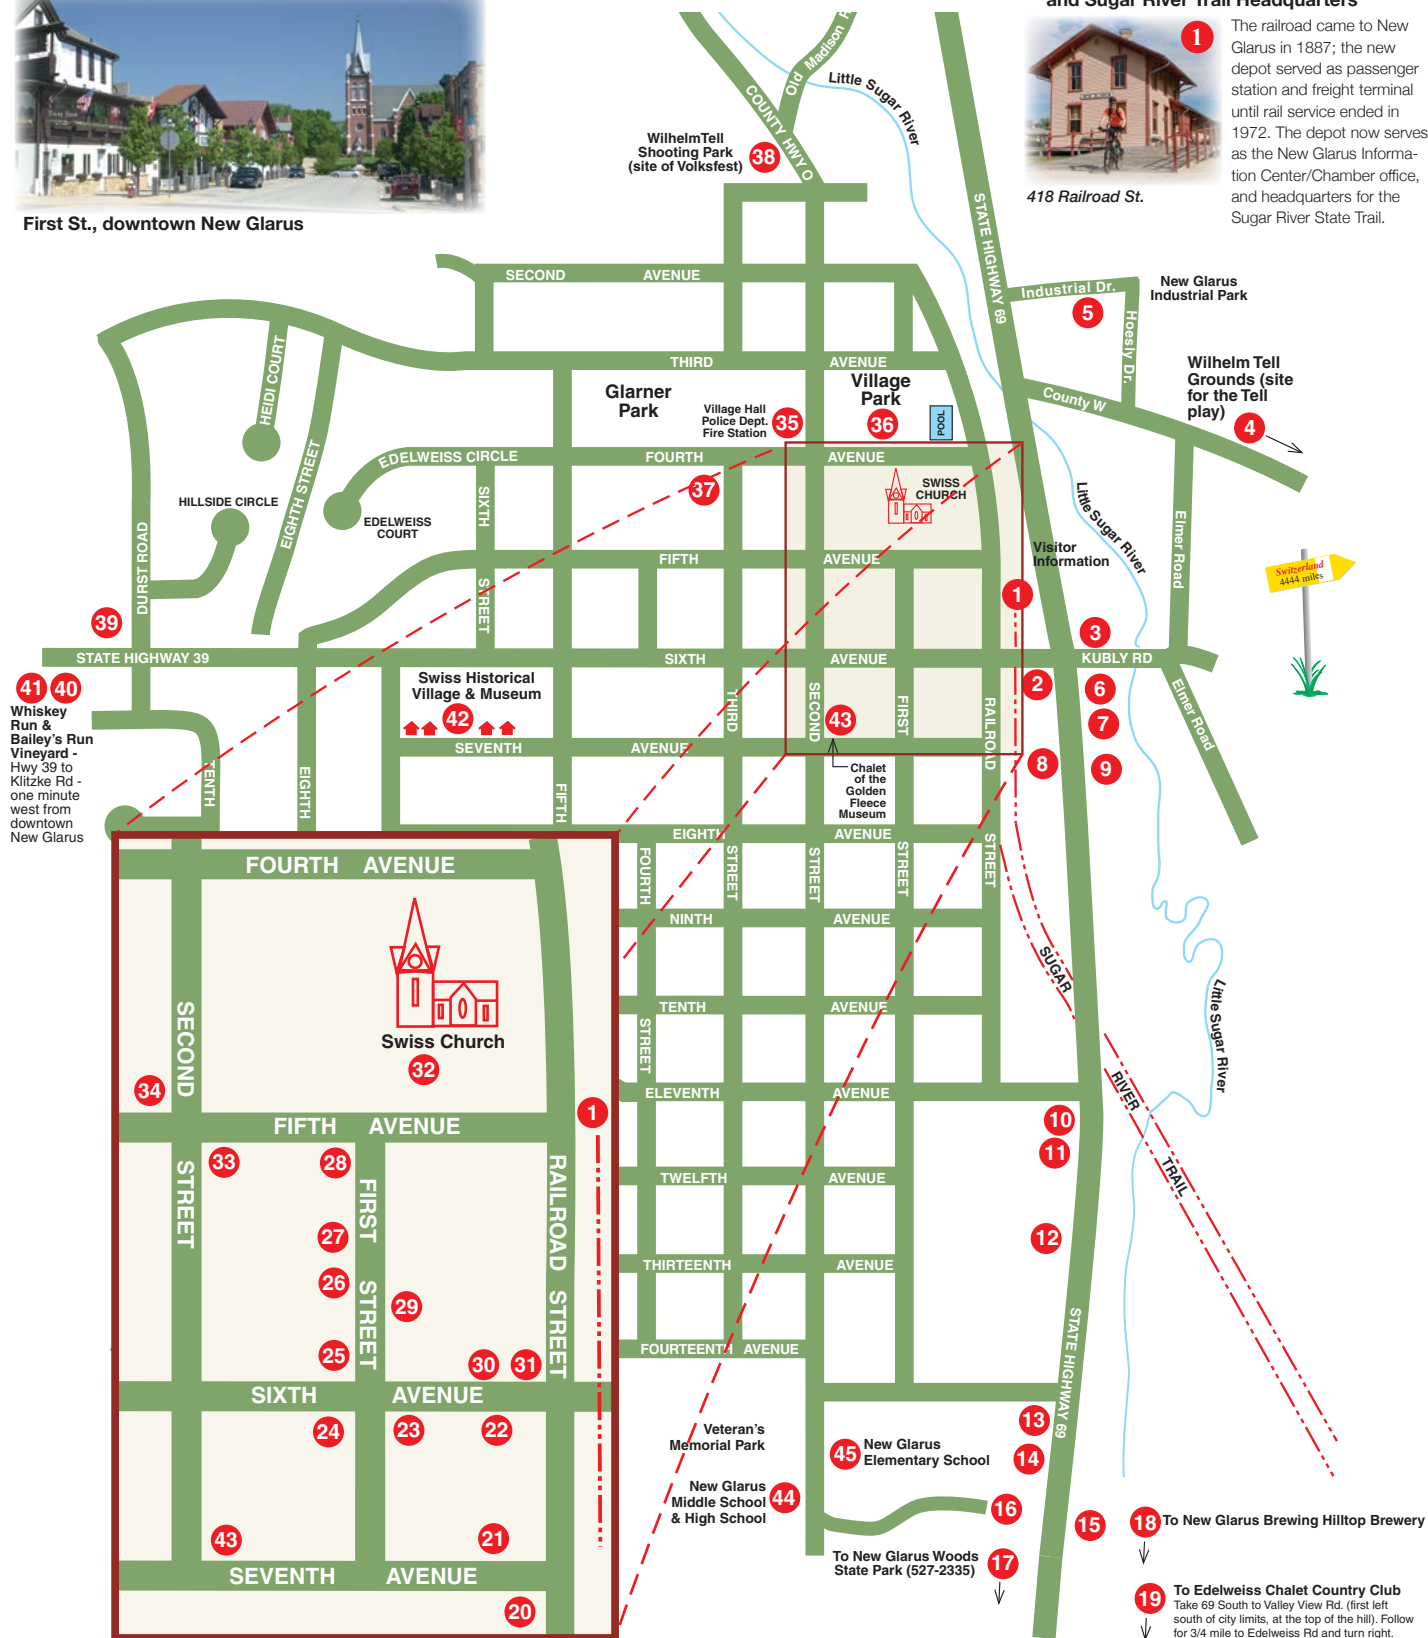 and Sugar River Trail Headquarters
1
The railroad came to New
Glarus in 1887; the new
depot served as passenger
station and freight terminal
until rail service ended in
1972. The depot now serves
as the New Glarus Informa-
tion Center/Chamber office,
and headquarters for the
Sugar River State Trail.
418 Railroad St.
First St., downtown New Glarus
COUNTY HWY O
Old Madison
Little Sugar River
WilhelmTell
Shooting Park
(site of Volksfest)
38
STATE HIGHWAY 69
SECOND AVENUE
Industrial Dr.
5
Hoesly Dr.
New Glarus
Industrial Park
THIRD AVENUE
HEIDI COURT
EIGHTH STREET
Glarner
Park
Village
Park
36
POOL
Village Hall
Police Dept.
Fire Station
35
County W
Wilhelm Tell
Grounds (site
for the Tell
play)
4
EDELWEISS CIRCLE
FOURTH AVENUE
37
SWISS
CHURCH
HILLSIDE CIRCLE
EDELWEISS
COURT
SIXTH
STREET
DURST ROAD
Little Sugar River
Elmer Road
FIFTH AVENUE
Visitor
Information
1
Switzerland
4444 miles
39
STATE HIGHWAY 39
SIXTH AVENUE
3
KUBLY RD
Elmer Road
41
40
Whiskey
Run &
Bailey's Run
Vineyard -
Hwy 39 to
Klitzke Rd -
one minute
west from
downtown
New Glarus
Swiss Historical
Village & Museum
42
2
6
7
8
9
43
Chalet
of the
Golden
Fleece
Museum
SEVENTH AVENUE
TENTH
EIGHTH
FIFTH
THIRD
SECOND
FIRST
RAILROAD
EIGHTH AVENUE
FOURTH
STREET
STREET
STREET
STREET
STREET
NINTH AVENUE
TENTH AVENUE
ELEVENTH AVENUE
TWELFTH AVENUE
THIRTEENTH AVENUE
FOURTEENTH AVENUE
SUGAR
RIVER
TRAIL
Little Sugar River
10
11
12
STATE HIGHWAY 69
13
14
Veteran's
Memorial Park
45
New Glarus
Elementary School
New Glarus
Middle School
& High School
44
16
15
To New Glarus Woods
State Park (527-2335)
17
18
To New Glarus Brewing Hilltop Brewery
19
To Edelweiss Chalet Country Club
Take 69 South to Valley View Rd. (first left
south of city limits, at the top of the hill). Follow
for 3/4 mile to Edelweiss Rd and turn right.
FOURTH AVENUE
Swiss Church
32
SECOND
STREET
34
1
FIFTH AVENUE
33
28
FIRST
STREET
RAILROAD STREET
27
26
29
25
30
31
SIXTH AVENUE
24
23
22
43
21
SEVENTH AVENUE
20